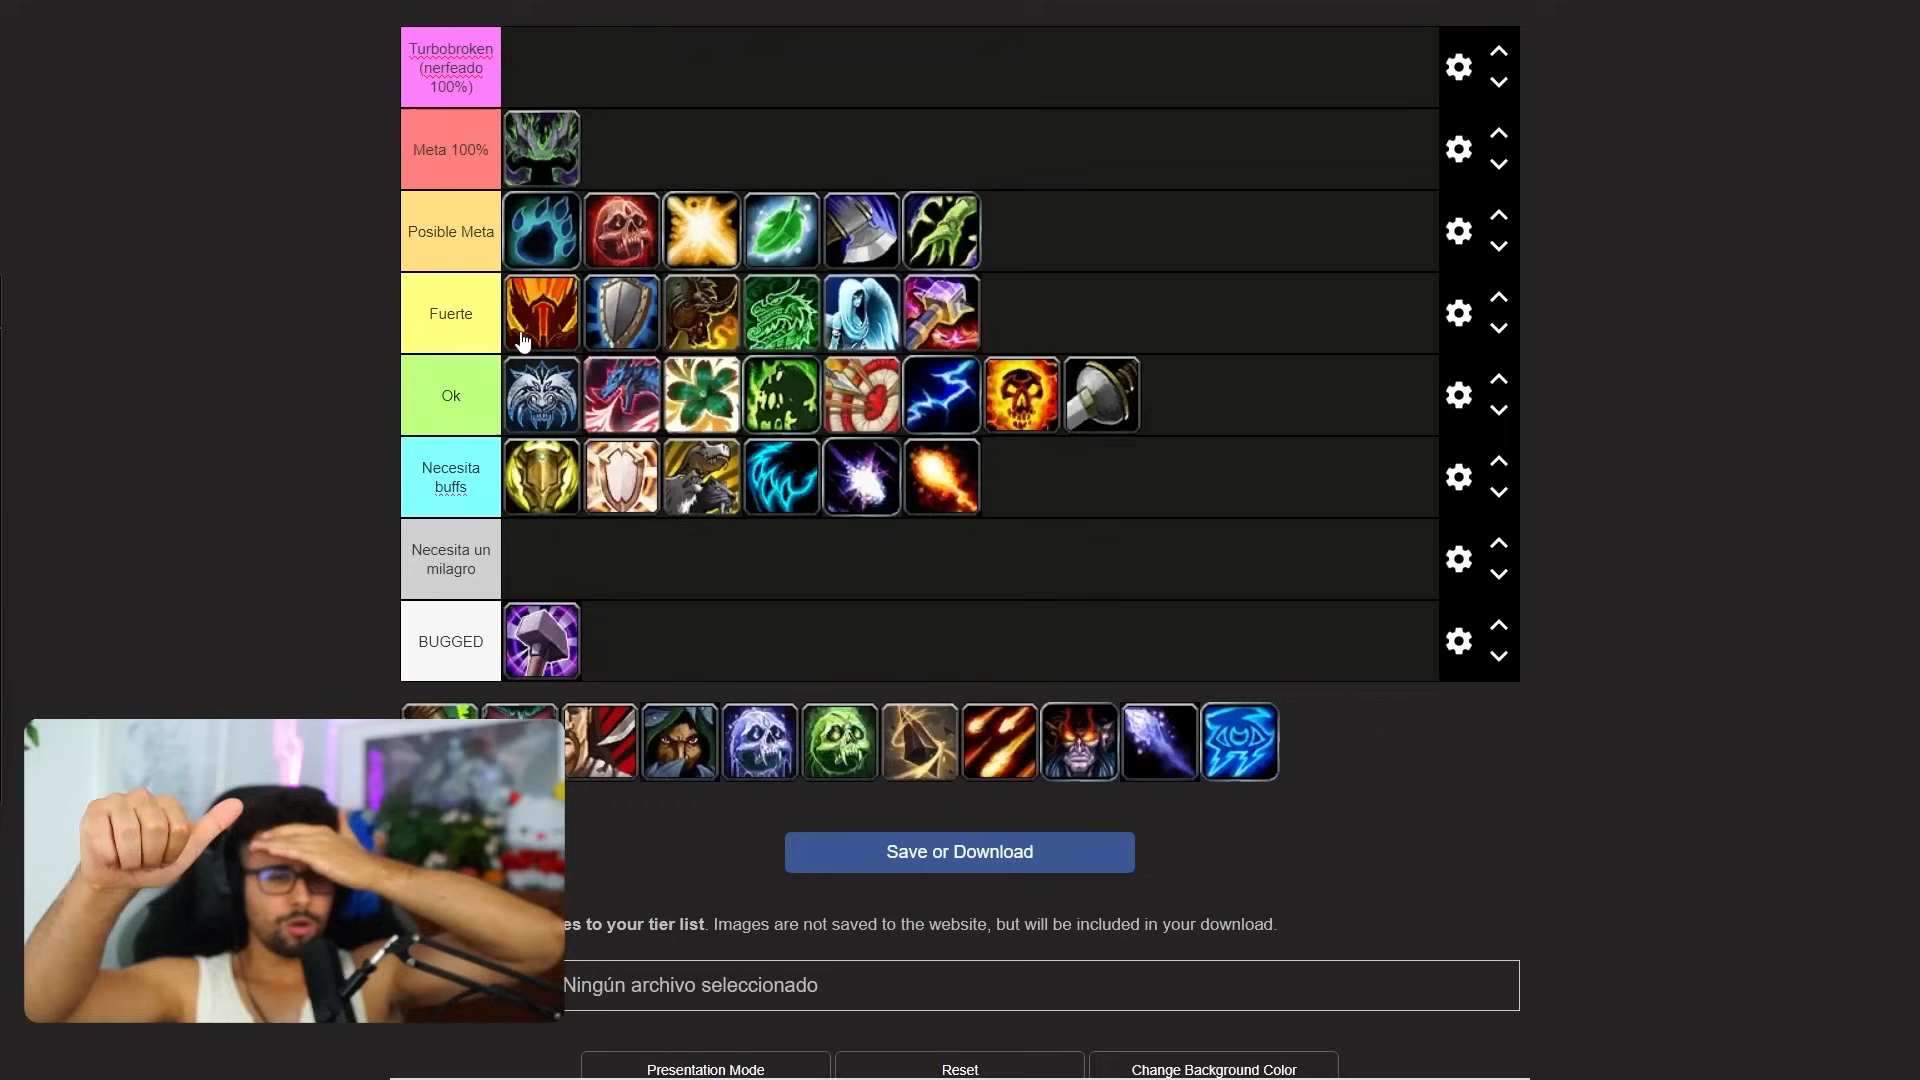 Turbobroken
(nerfeado
100%)
Meta 100%
Posible Meta
Fuerte
Ok
Necesita
buffs
Necesita un
milagro
BUGGED
Save or Download
es to your tier list. Images are not saved to the website, but will be included in your download.
Ningún archivo seleccionado
Presentation Mode
Reset
Change Background Color